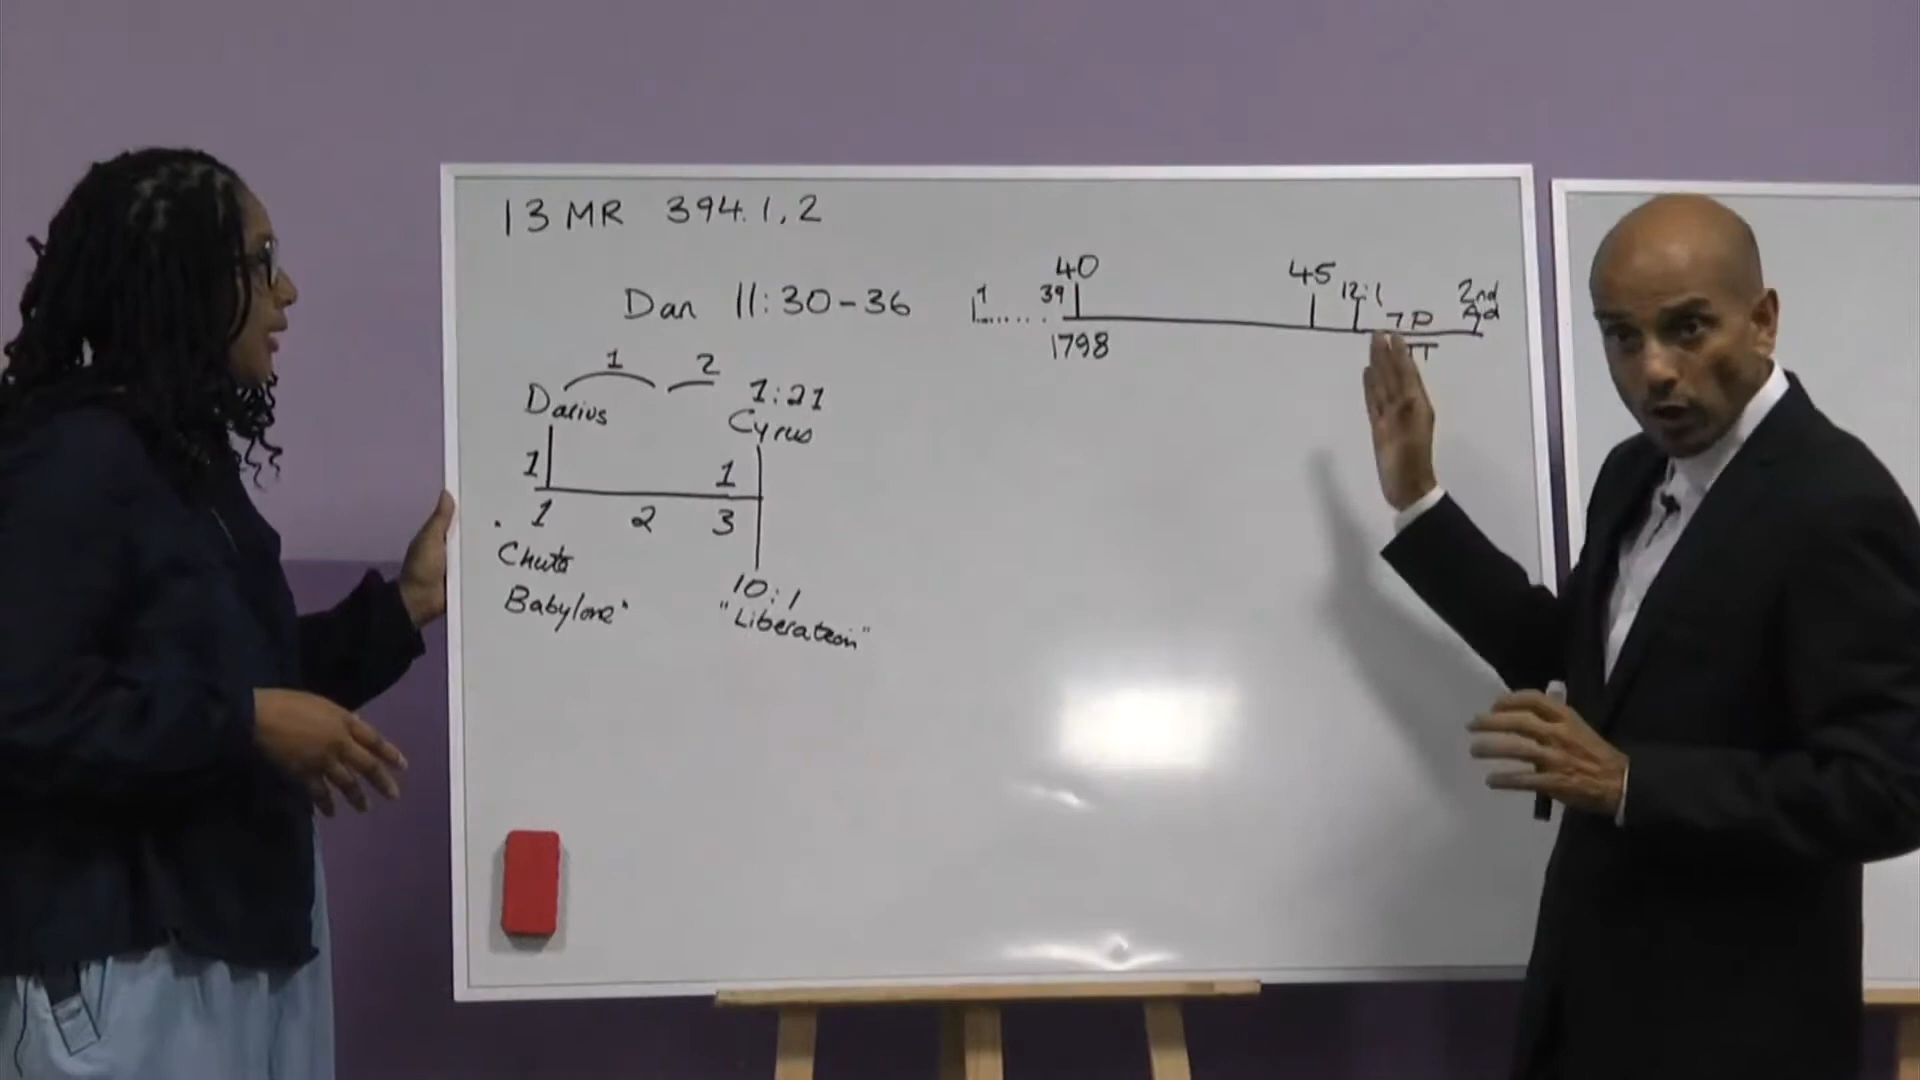 13 MR 394.1,2
Dan 11:30-36
1 2
Darius 1:21
Cyrus
1 1
1 2 3
Chute
Babylone"
10:1
"Liberation"
40 45
1 39 12:1 2nd
7P Ad
1798